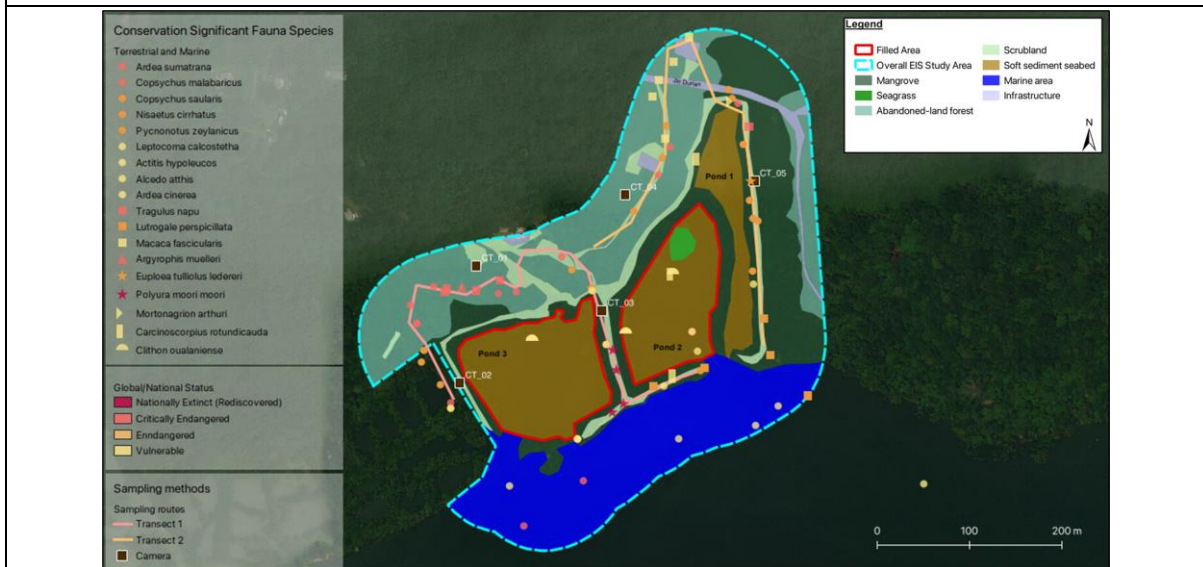 Conservation Significant Fauna Species
Terrestrial and Marine
Ardea sumatrana
Copsychus malabaricus
Copsychus saularis
Nisaetus cirrhatus
Pycnonotus zeylanicus
Leptocoma calcostetha
Actitis hypoleucos
Alcedo atthis
Ardea cinerea
Tragulus napu
Lutrogale perspicillata
Macaca fascicularis
Argyrophis muelleri
Euploea tulliolus ledereri
Polyura moori moori
Mortonagrion arthuri
Carcinoscorpius rotundicauda
Clithon oualaniense
Global/National Status
Nationally Extinct (Rediscovered)
Critically Endangered
Enndangered
Vulnerable
Sampling methods
Sampling routes
Transect 1
Transect 2
Camera
Legend
Filled Area
Overall EIS Study Area
Mangrove
Seagrass
Abandoned-land forest
Scrubland
Soft sediment seabed
Marine area
Infrastructure
N
Jln Durian
Pond 1
CT_05
CT_04
CT_01
CT_03
Pond 2
Pond 3
CT_02
0 100 200 m